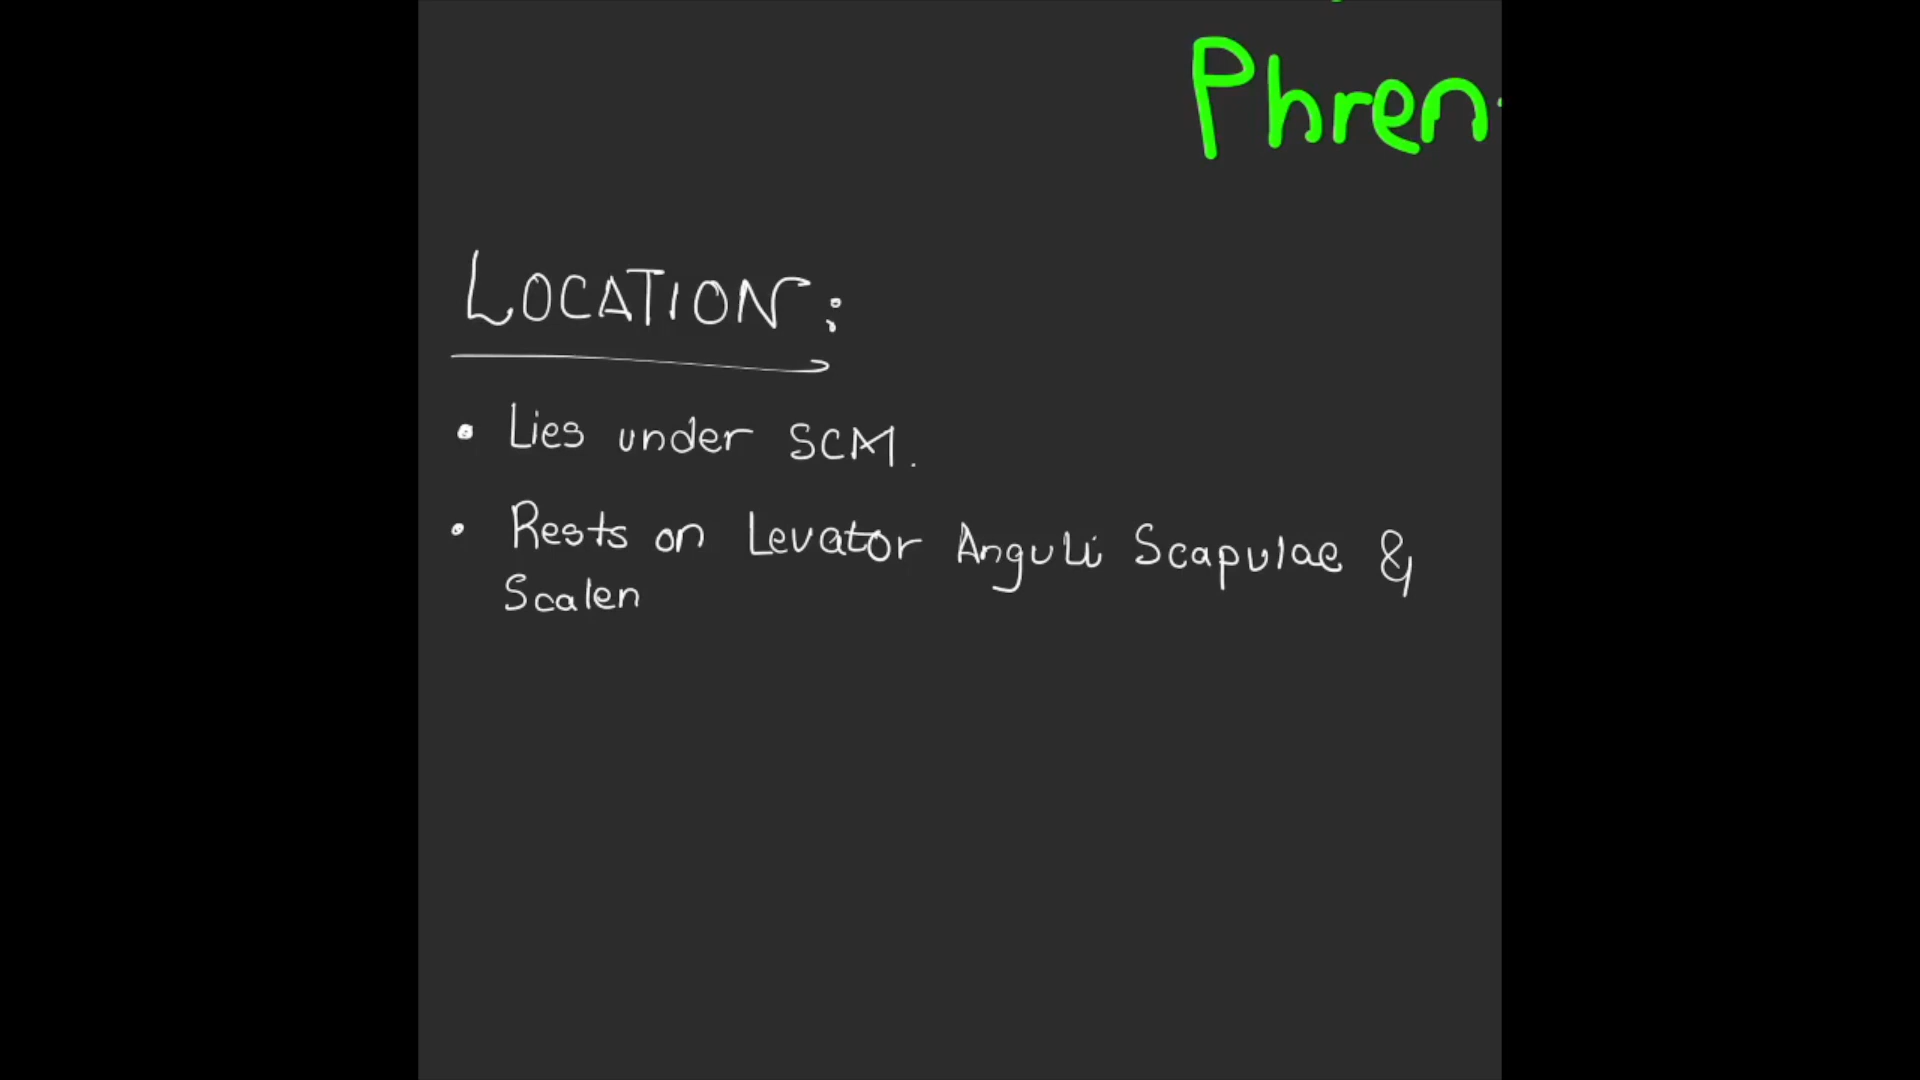 Phren
LOCATION:
• Lies under SCM.
• Rests on Levator Anguli Scapulae &
Scalen